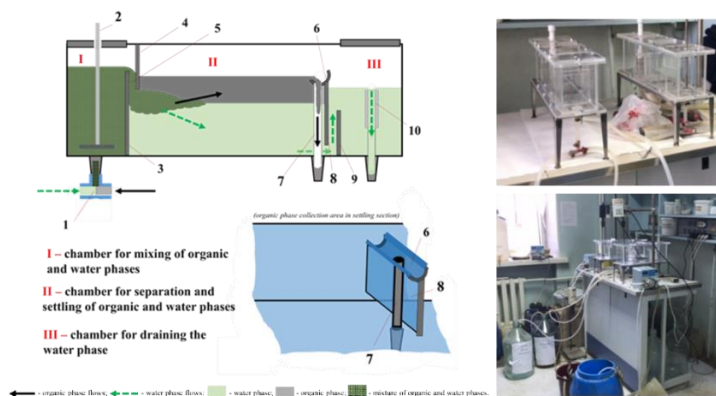 2
4
5
6
I
II
III
10
3
7
8
9
1
(organic phase collection area in settling section)
6
8
7
I – chamber for mixing of organic
and water phases
II – chamber for separation and
settling of organic and water phases
III – chamber for draining the
water phase
- organic phase flows; - water phase flows; - water phase; - organic phase; - mixture of organic and water phases.